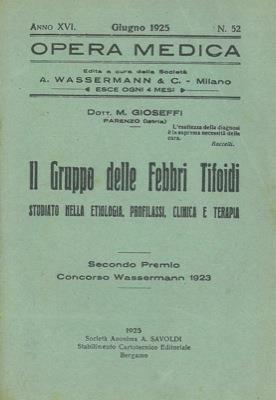 ANNO XVI. Giugno 1925 N. 52
OPERA MEDICA
Edita a cura della Società
A. WASSERMANN & C. - Milano
ESCE OGNI 4 MESI
DOTT. M. GIOSEFFI
PARENZO (Istria)
L'esattezza della diagnosi
è la suprema necessità della
cura.
Baccelli.
Il Gruppo delle Febbri Tifoidi
STUDIATO NELLA ETIOLOGIA, PROFILASSI, CLINICA E TERAPIA
Secondo Premio
Concorso Wassermann 1923
1925
Società Anonima A. SAVOLDI
Stabilimento Cartotecnico Editoriale
Bergamo